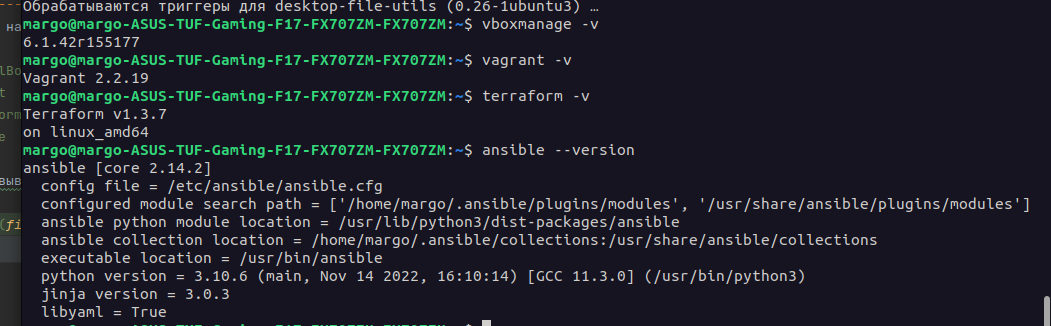 Обрабатываются триггеры для desktop-file-utils (0.26-1ubuntu3) …
margo@margo-ASUS-TUF-Gaming-F17-FX707ZM-FX707ZM:~$ vboxmanage -v
6.1.42r155177
margo@margo-ASUS-TUF-Gaming-F17-FX707ZM-FX707ZM:~$ vagrant -v
Vagrant 2.2.19
margo@margo-ASUS-TUF-Gaming-F17-FX707ZM-FX707ZM:~$ terraform -v
Terraform v1.3.7
on linux_amd64
margo@margo-ASUS-TUF-Gaming-F17-FX707ZM-FX707ZM:~$ ansible --version
ansible [core 2.14.2]
config file = /etc/ansible/ansible.cfg
configured module search path = ['/home/margo/.ansible/plugins/modules', '/usr/share/ansible/plugins/modules']
ansible python module location = /usr/lib/python3/dist-packages/ansible
ansible collection location = /home/margo/.ansible/collections:/usr/share/ansible/collections
executable location = /usr/bin/ansible
python version = 3.10.6 (main, Nov 14 2022, 16:10:14) [GCC 11.3.0] (/usr/bin/python3)
jinja version = 3.0.3
libyaml = True